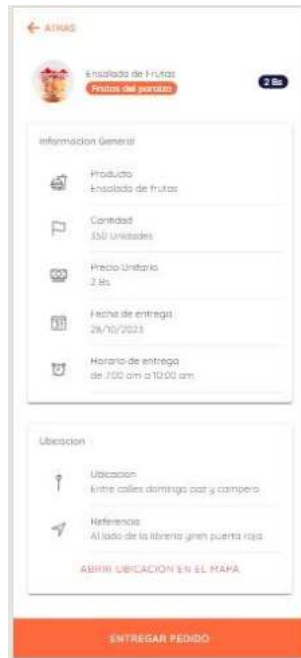 ← ATRAS
Ensalada de Frutas
Frutas del paraizo
2 Bs
Informacion General
Producto
Ensalada de frutas
Cantidad
350 Unidades
Precio Unitario
2 Bs.
Fecha de entrega
28/10/2023
Horario de entrega
de 7:00 am a 10:00 am
Ubicacion
Ubicacion
Entre calles domingo paz y campero
Referencia
Al lado de la libreria yiren puerta roja
ABRIR UBICACION EN EL MAPA
ENTREGAR PEDIDO